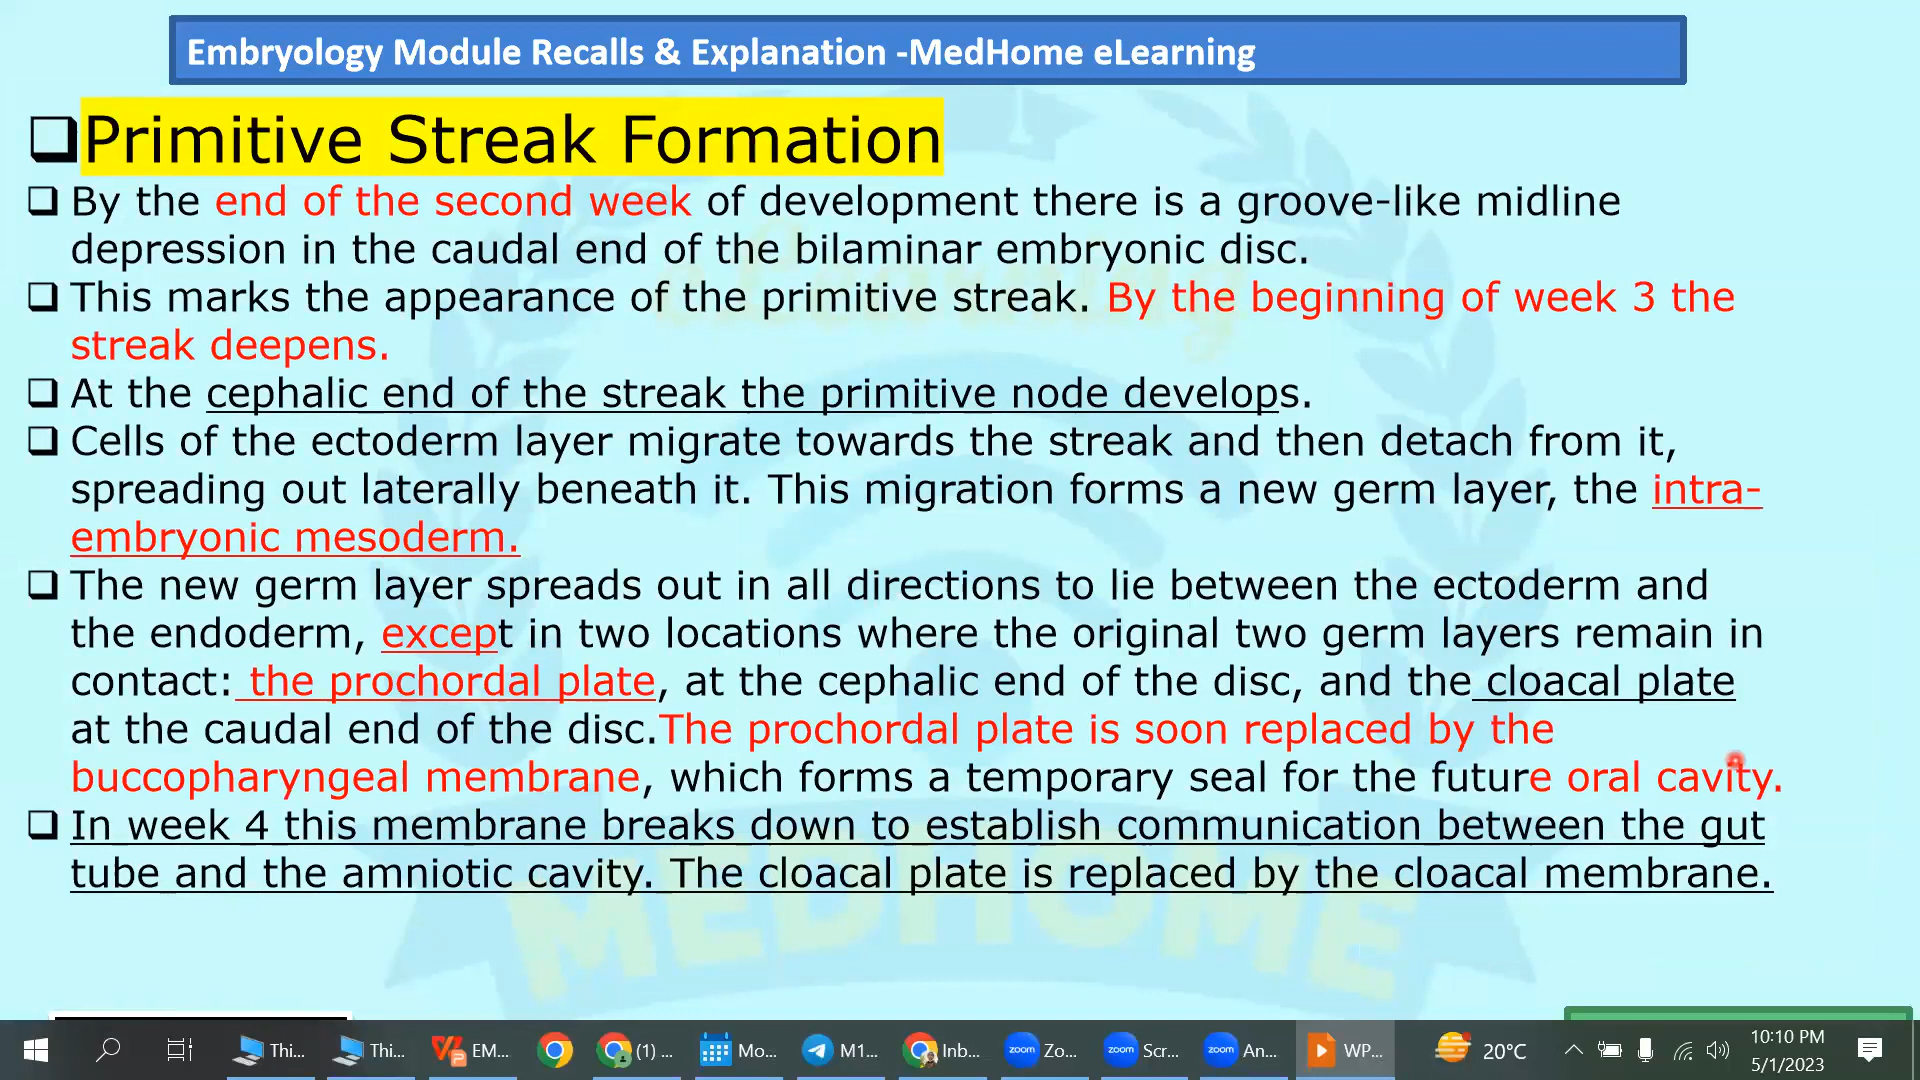 Embryology Module Recalls & Explanation -MedHome eLearning
Primitive Streak Formation
By the end of the second week of development there is a groove-like midline
depression in the caudal end of the bilaminar embryonic disc.
This marks the appearance of the primitive streak. By the beginning of week 3 the
streak deepens.
At the cephalic end of the streak the primitive node develops.
Cells of the ectoderm layer migrate towards the streak and then detach from it,
spreading out laterally beneath it. This migration forms a new germ layer, the intra-
embryonic mesoderm.
The new germ layer spreads out in all directions to lie between the ectoderm and
the endoderm, except in two locations where the original two germ layers remain in
contact: the prochordal plate, at the cephalic end of the disc, and the cloacal plate
at the caudal end of the disc.The prochordal plate is soon replaced by the
buccopharyngeal membrane, which forms a temporary seal for the future oral cavity.
In week 4 this membrane breaks down to establish communication between the gut
tube and the amniotic cavity. The cloacal plate is replaced by the cloacal membrane.
eLearning
MEDHOME
Thi... Thi... EM... (1) ... Mo... M1... Inb... zoom Zo... zoom Scr... zoom An... WP... 20°C 10:10 PM
5/1/2023